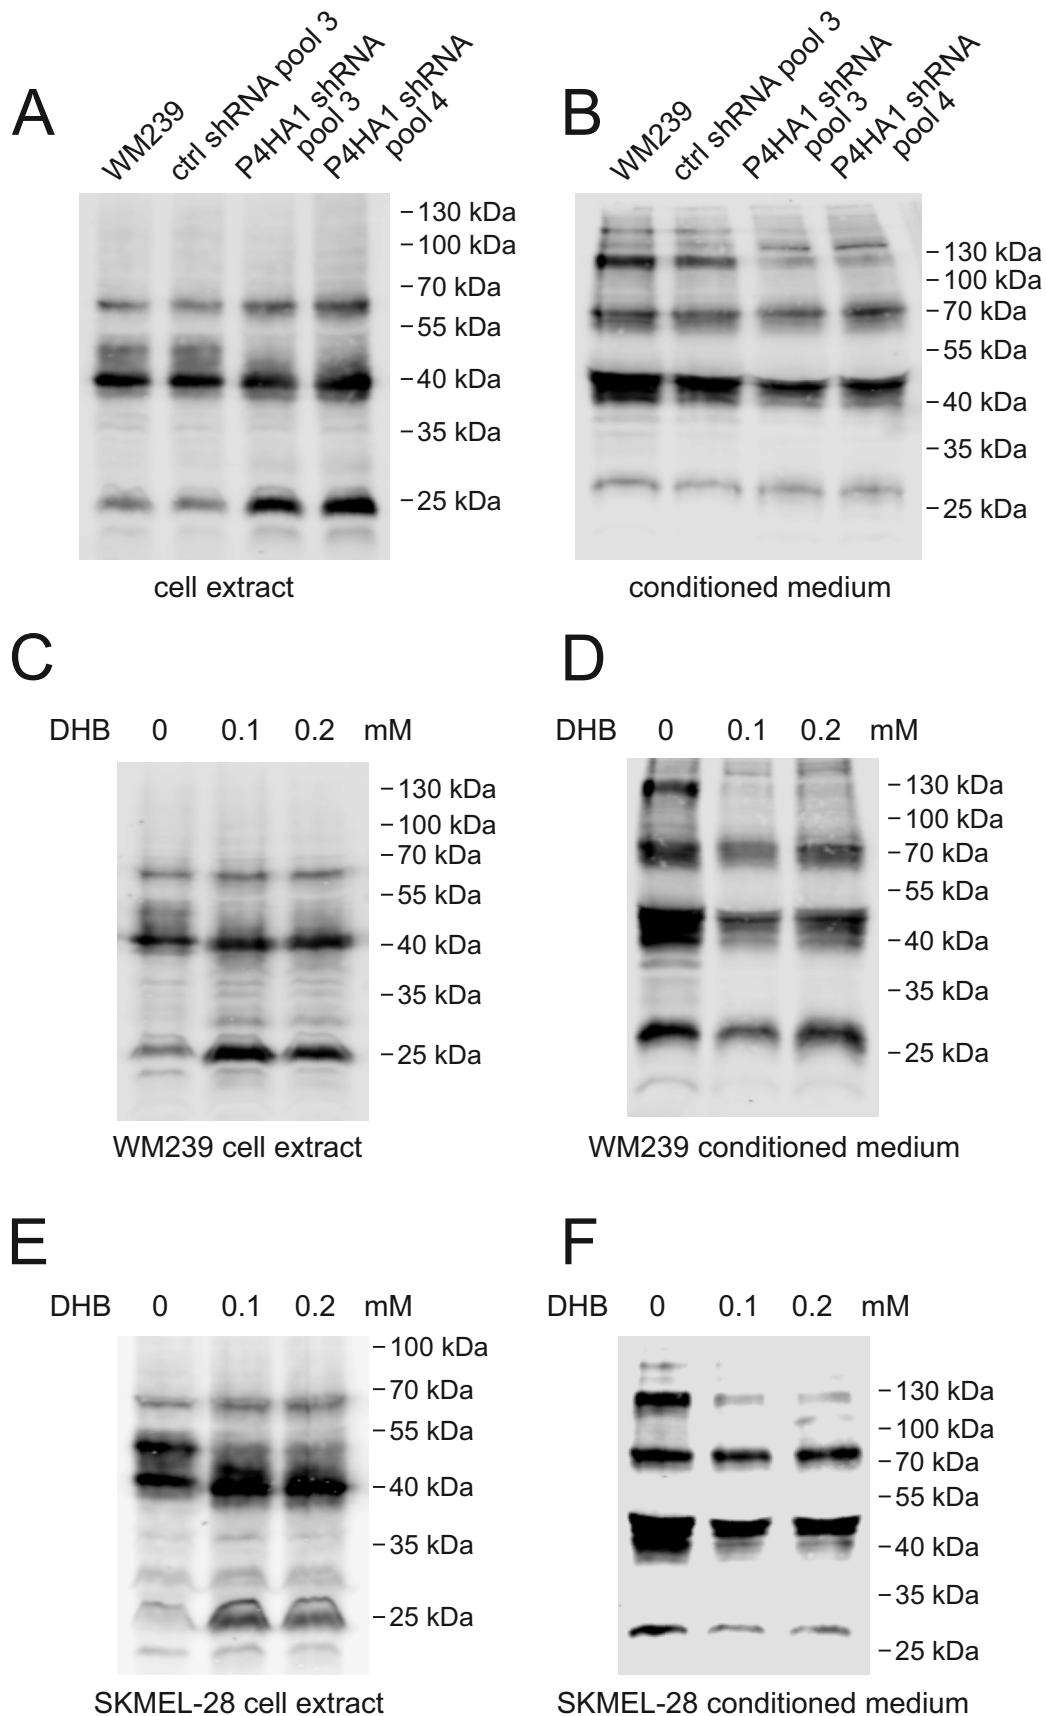 A
WM239
ctrl shRNA pool 3
P4HA1 shRNA
pool 3
P4HA1 shRNA
pool 4
130 kDa
100 kDa
70 kDa
55 kDa
40 kDa
35 kDa
25 kDa
cell extract
B
WM239
ctrl shRNA pool 3
P4HA1 shRNA
pool 3
P4HA1 shRNA
pool 4
130 kDa
100 kDa
70 kDa
55 kDa
40 kDa
35 kDa
25 kDa
conditioned medium
C
DHB 0 0.1 0.2 mM
130 kDa
100 kDa
70 kDa
55 kDa
40 kDa
35 kDa
25 kDa
WM239 cell extract
D
DHB 0 0.1 0.2 mM
130 kDa
100 kDa
70 kDa
55 kDa
40 kDa
35 kDa
25 kDa
WM239 conditioned medium
E
DHB 0 0.1 0.2 mM
100 kDa
70 kDa
55 kDa
40 kDa
35 kDa
25 kDa
SKMEL-28 cell extract
F
DHB 0 0.1 0.2 mM
130 kDa
100 kDa
70 kDa
55 kDa
40 kDa
35 kDa
25 kDa
SKMEL-28 conditioned medium